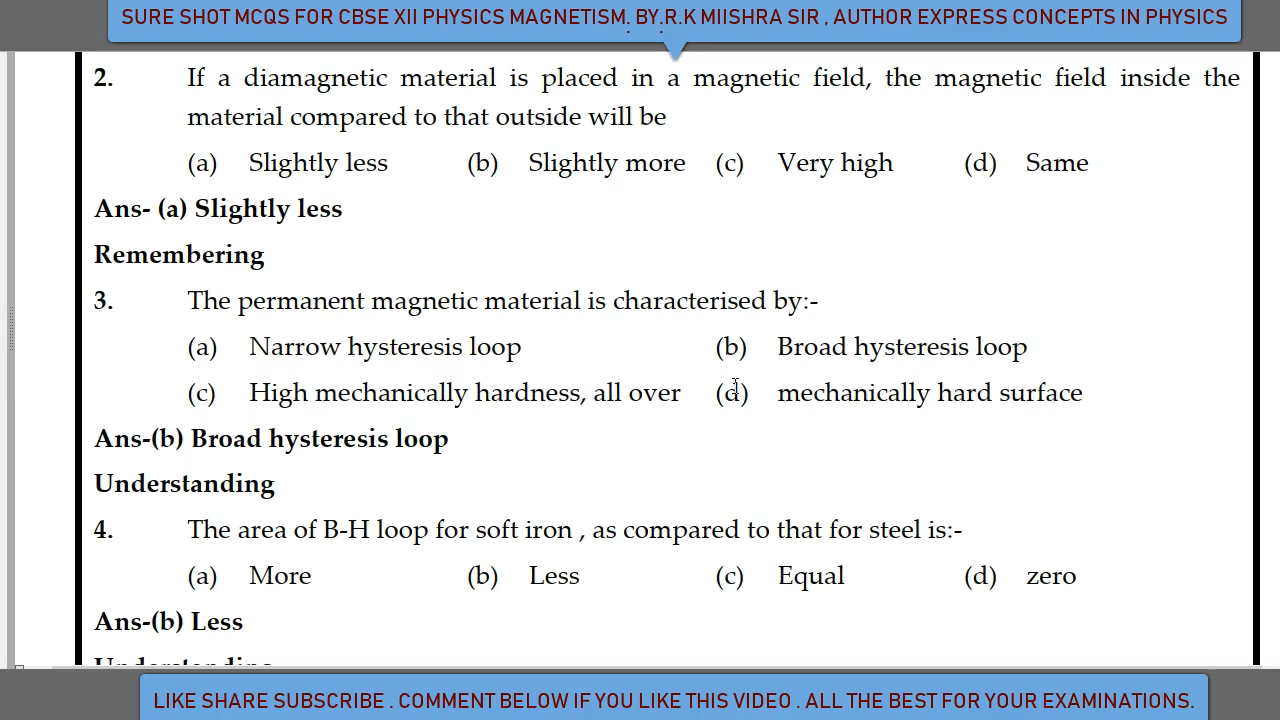 SURE SHOT MCQS FOR CBSE XII PHYSICS MAGNETISM. BY.R.K MIISHRA SIR , AUTHOR EXPRESS CONCEPTS IN PHYSICS
2. If a diamagnetic material is placed in a magnetic field, the magnetic field inside the
material compared to that outside will be
(a) Slightly less (b) Slightly more (c) Very high (d) Same
Ans- (a) Slightly less
Remembering
3. The permanent magnetic material is characterised by:-
(a) Narrow hysteresis loop (b) Broad hysteresis loop
(c) High mechanically hardness, all over (d) mechanically hard surface
Ans-(b) Broad hysteresis loop
Understanding
4. The area of B-H loop for soft iron , as compared to that for steel is:-
(a) More (b) Less (c) Equal (d) zero
Ans-(b) Less
Understanding
LIKE SHARE SUBSCRIBE . COMMENT BELOW IF YOU LIKE THIS VIDEO . ALL THE BEST FOR YOUR EXAMINATIONS.